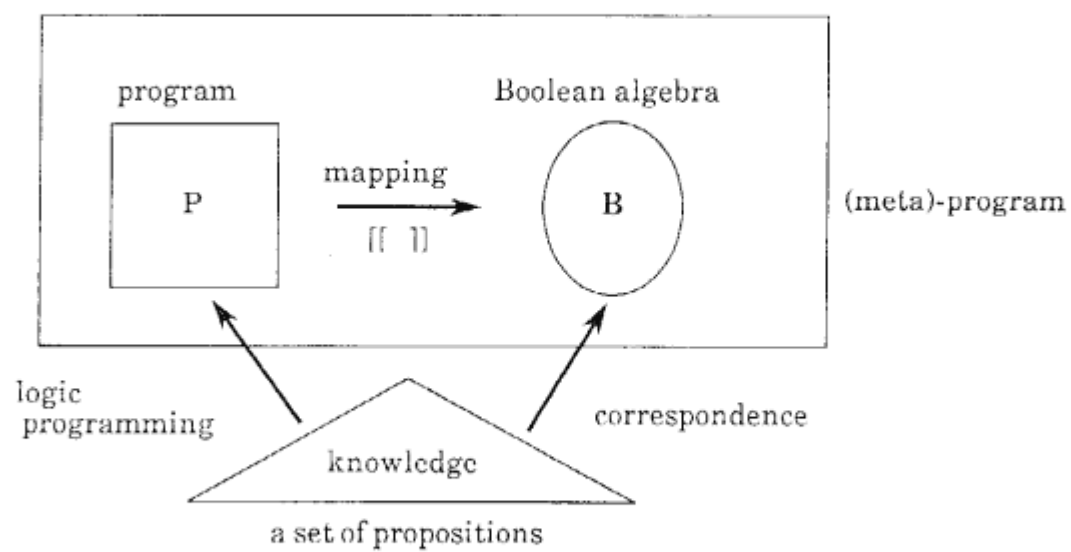 program
Boolean algebra
P
mapping
[[ ]]
B
(meta)-program
logic
programming
correspondence
knowledge
a set of propositions